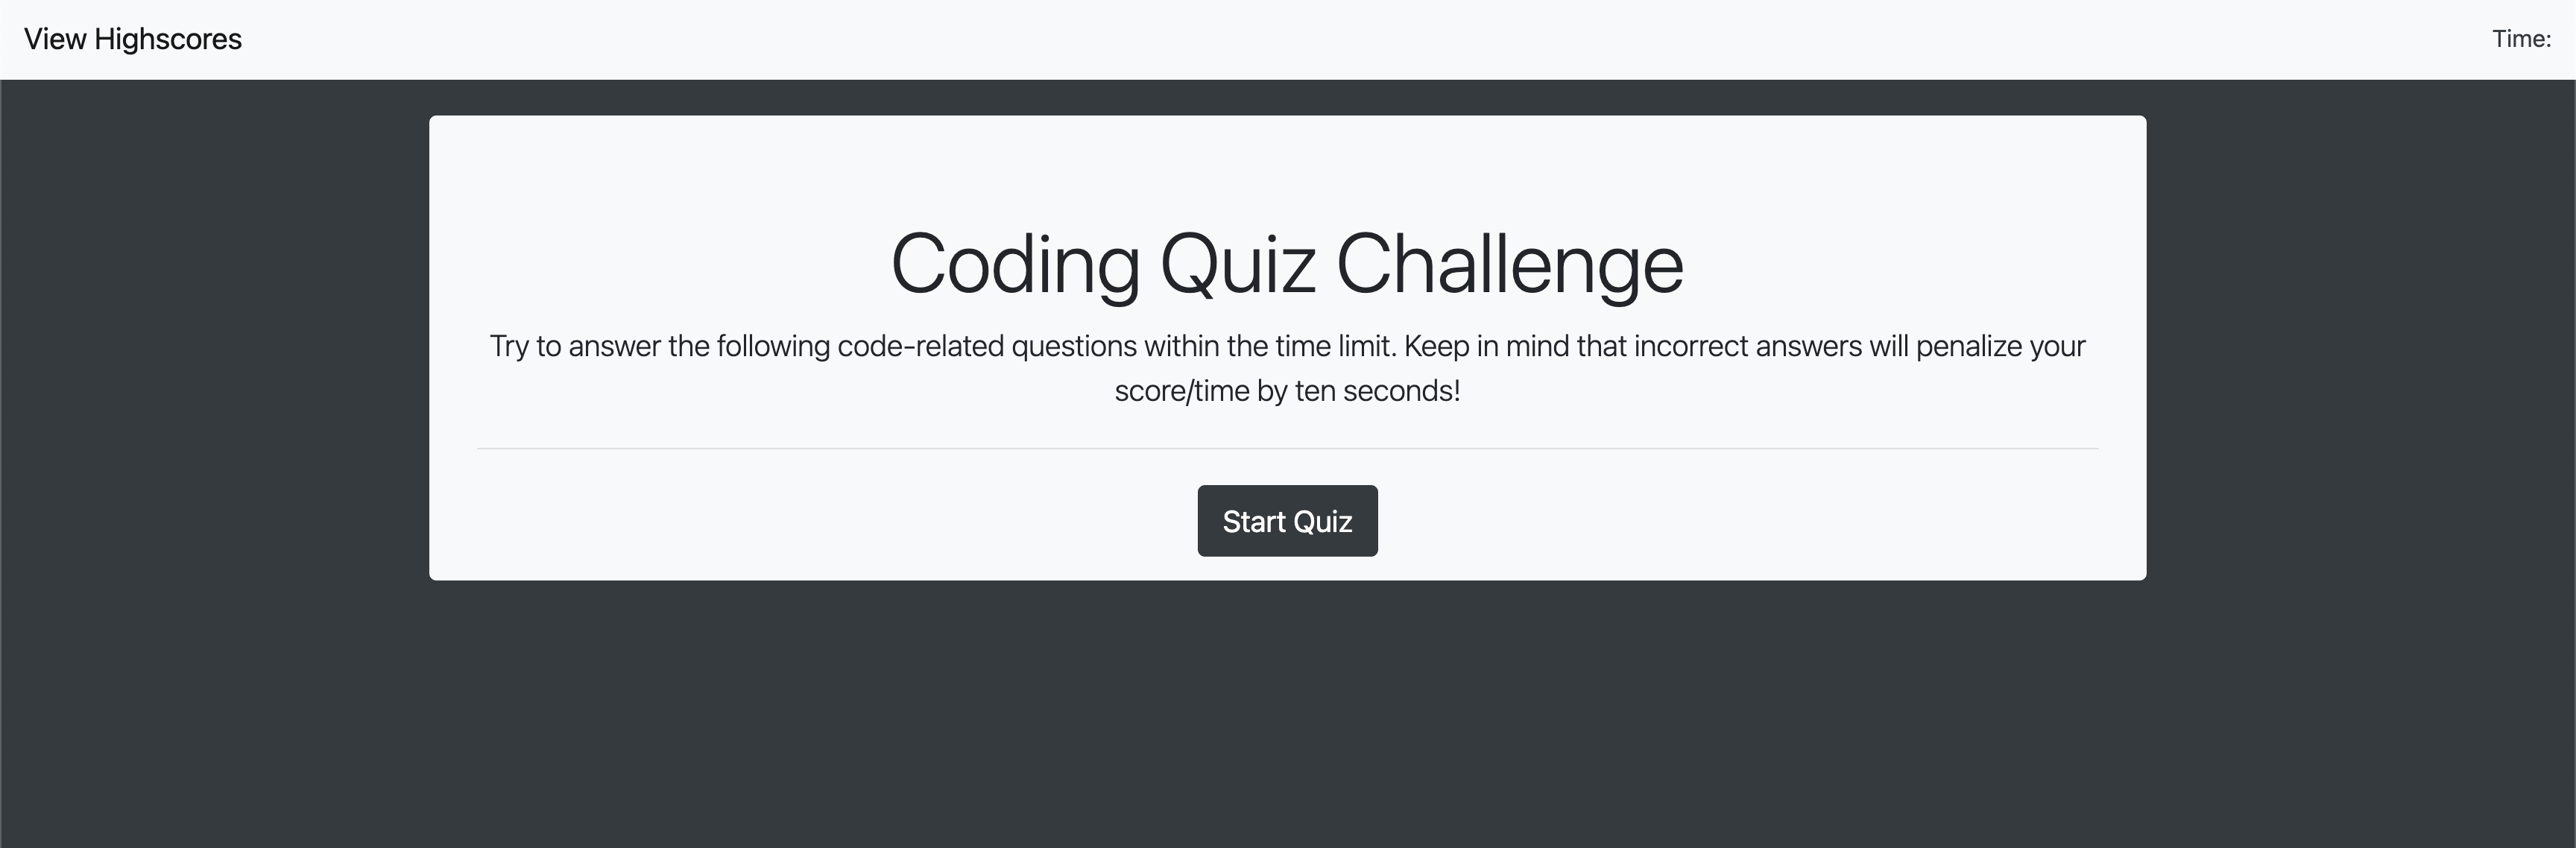 View Highscores
Time:
Coding Quiz Challenge
Try to answer the following code-related questions within the time limit. Keep in mind that incorrect answers will penalize your
score/time by ten seconds!
Start Quiz